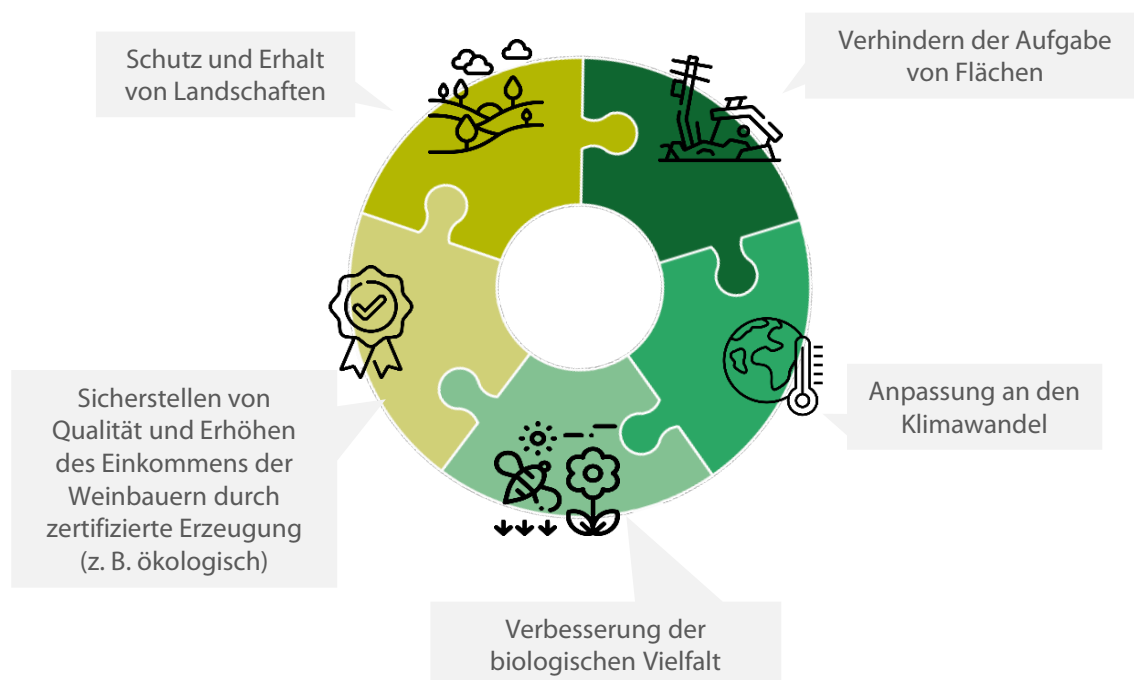 Schutz und Erhalt
von Landschaften
Verhindern der Aufgabe
von Flächen
Anpassung an den
Klimawandel
Sicherstellen von
Qualität und Erhöhen
des Einkommens der
Weinbauern durch
zertifizierte Erzeugung
(z. B. ökologisch)
Verbesserung der
biologischen Vielfalt